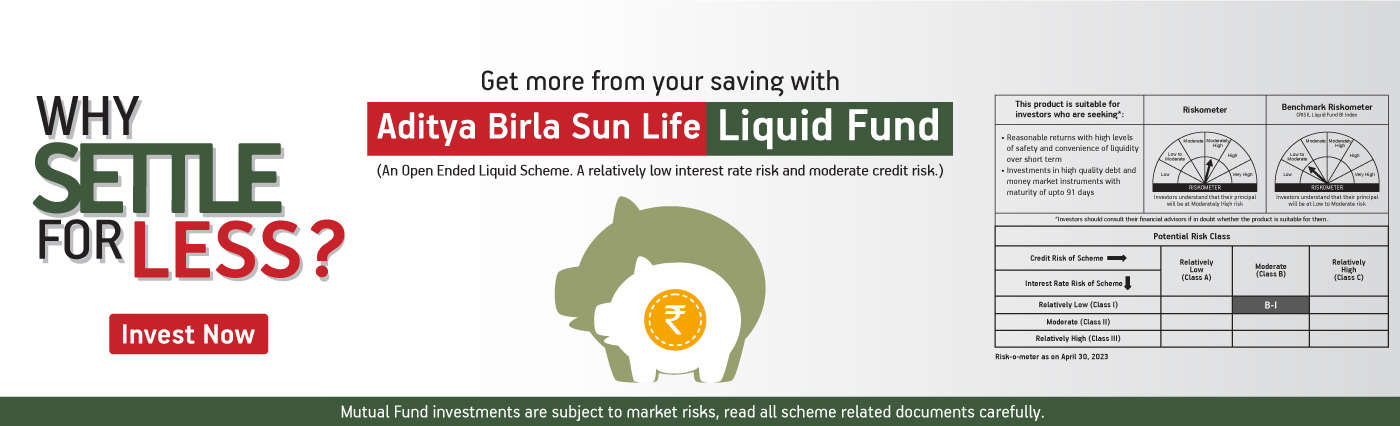 WHY
SETTLE
FOR LESS?
Invest Now
Get more from your saving with
Aditya Birla Sun Life Liquid Fund
(An Open Ended Liquid Scheme. A relatively low interest rate risk and moderate credit risk.)
₹
This product is suitable for
investors who are seeking*:
• Reasonable returns with high levels
of safety and convenience of liquidity
over short term
• Investments in high quality debt and
money market instruments with
maturity of upto 91 days
Riskometer
Low
Low to
Moderate
Moderate
Moderately
High
High
Very High
RISKOMETER
Investors understand that their principal
will be at Moderately High risk
Benchmark Riskometer
CRISIL Liquid Fund BI Index
Low
Low to
Moderate
Moderate
Moderately
High
High
Very High
RISKOMETER
Investors understand that their principal
will be at Low to Moderate risk
*Investors should consult their financial advisors if in doubt whether the product is suitable for them.
Potential Risk Class
Credit Risk of Scheme
Relatively
Low
(Class A)
Moderate
(Class B)
Relatively
High
(Class C)
Interest Rate Risk of Scheme
Relatively Low (Class I)
B-I
Moderate (Class II)
Relatively High (Class III)
Risk-o-meter as on April 30, 2023
Mutual Fund investments are subject to market risks, read all scheme related documents carefully.